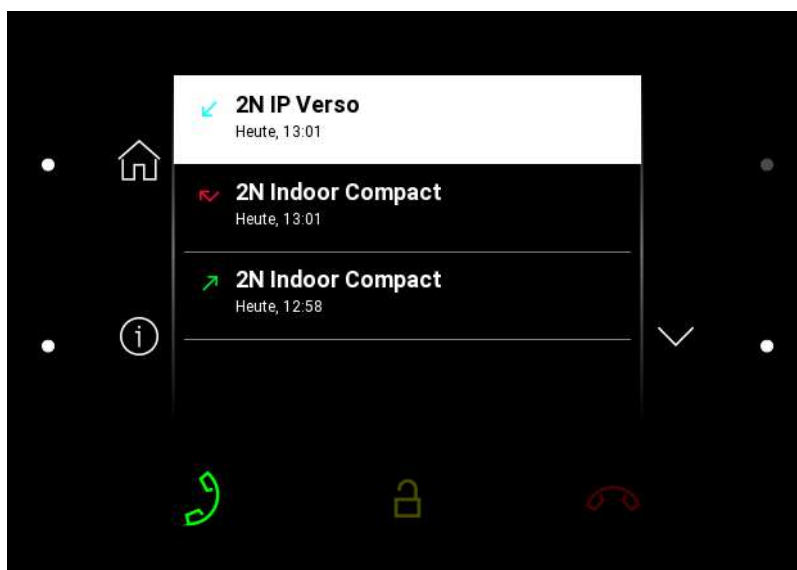 2N IP Verso
Heute, 13:01
2N Indoor Compact
Heute, 13:01
2N Indoor Compact
Heute, 12:58